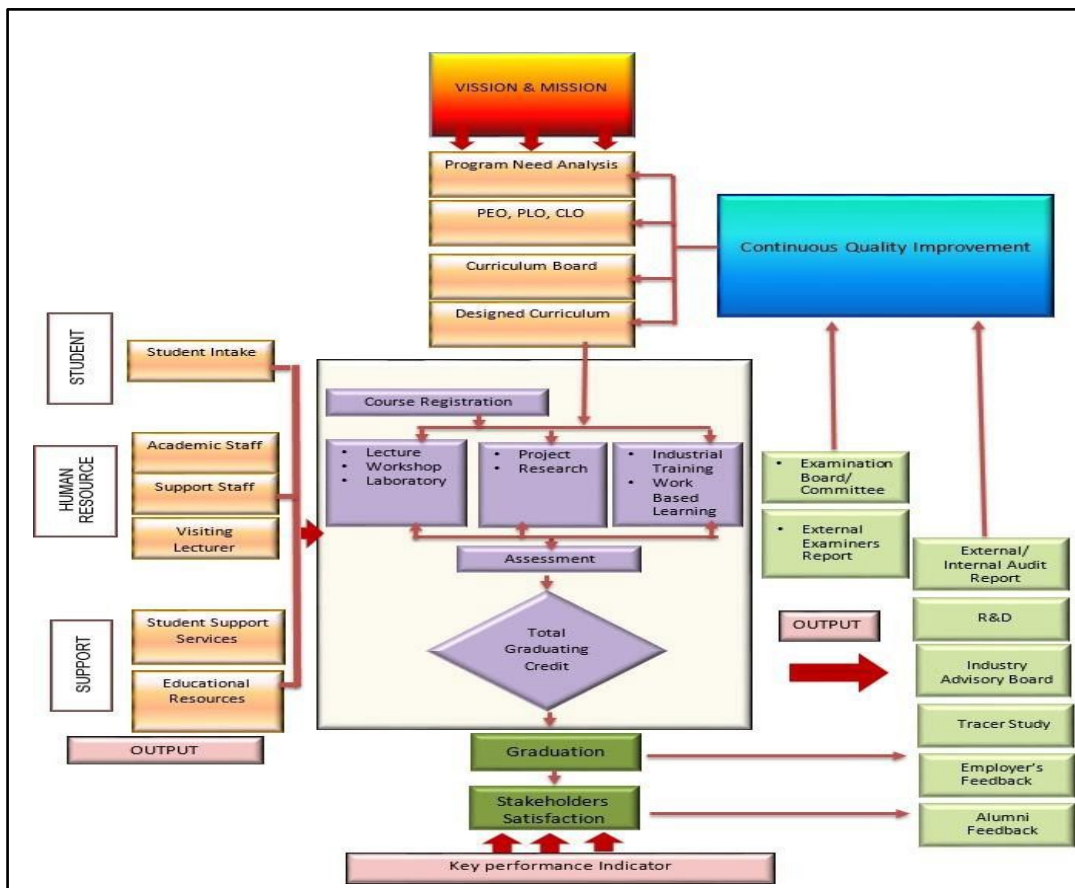 VISSION & MISSION
Program Need Analysis
PEO, PLO, CLO
Curriculum Board
Designed Curriculum
Continuous Quality Improvement
STUDENT
Student Intake
HUMAN
RESOURCE
Academic Staff
Support Staff
Visiting
Lecturer
SUPPORT
Student Support
Services
Educational
Resources
OUTPUT
Course Registration
• Lecture
• Workshop
• Laboratory
• Project
• Research
• Industrial
Training
• Work
Based
Learning
Assessment
Total
Graduating
Credit
Graduation
Stakeholders
Satisfaction
Key performance Indicator
• Examination
Board/
Committee
• External
Examiners
Report
OUTPUT
External/
Internal Audit
Report
R&D
Industry
Advisory Board
Tracer Study
Employer's
Feedback
Alumni
Feedback